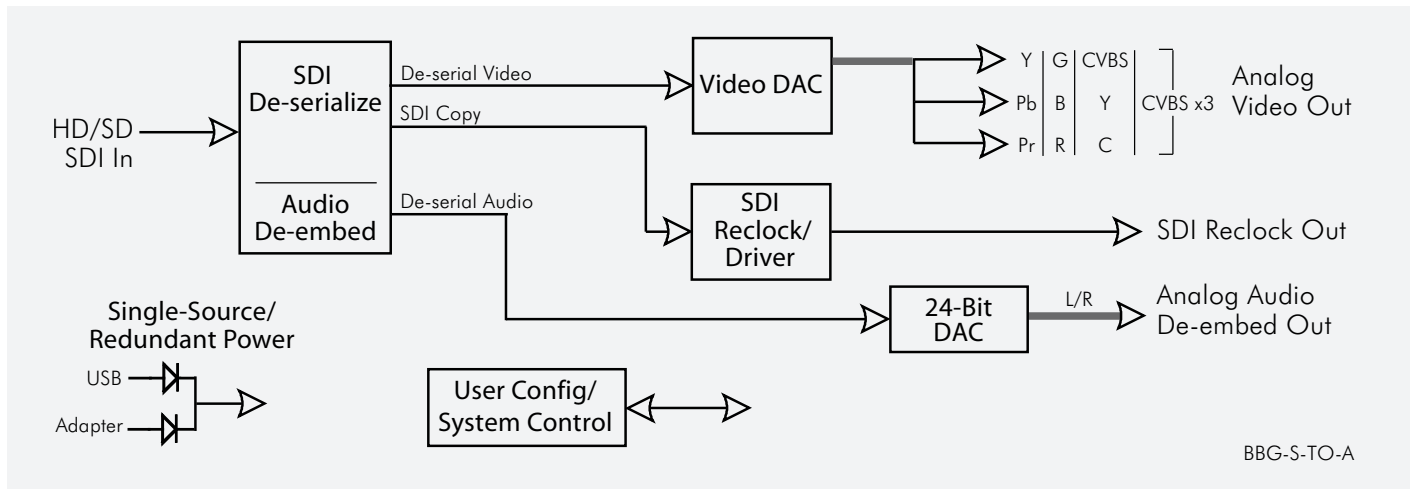 SDI
De-serialize
Audio
De-embed
HD/SD
SDI In
De-serial Video
SDI Copy
De-serial Audio
Video DAC
Y G CVBS
Pb B Y CVBS x3
Pr R C
Analog
Video Out
SDI
Reclock/
Driver
SDI Reclock Out
24-Bit
DAC
L/R
Analog Audio
De-embed Out
Single-Source/
Redundant Power
USB
Adapter
User Config/
System Control
BBG-S-TO-A